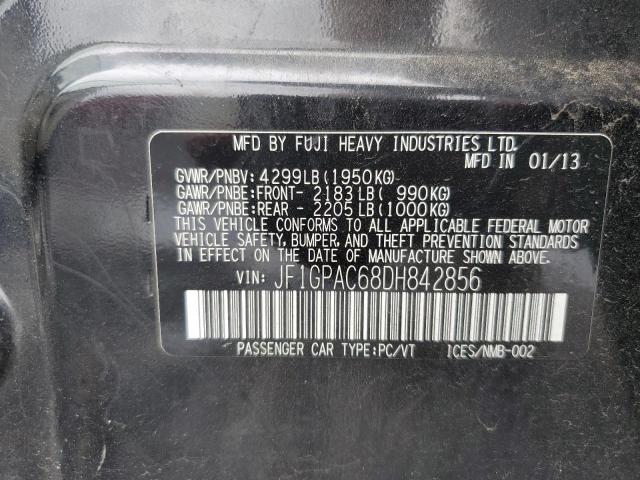 MFD BY FUJI HEAVY INDUSTRIES LTD.
MFD IN 01/13
GVWR/PNBV: 4299LB (1950KG)
GAWR/PNBE:FRONT- 2183LB ( 990KG)
GAWR/PNBE:REAR - 2205LB (1000KG)
THIS VEHICLE CONFORMS TO ALL APPLICABLE FEDERAL MOTOR
VEHICLE SAFETY, BUMPER, AND THEFT PREVENTION STANDARDS
IN EFFECT ON THE DATE OF MANUFACTURE SHOWN ABOVE.
VIN: JF1GPAC68DH842856
PASSENGER CAR TYPE:PC/VT ICES/NMB-002